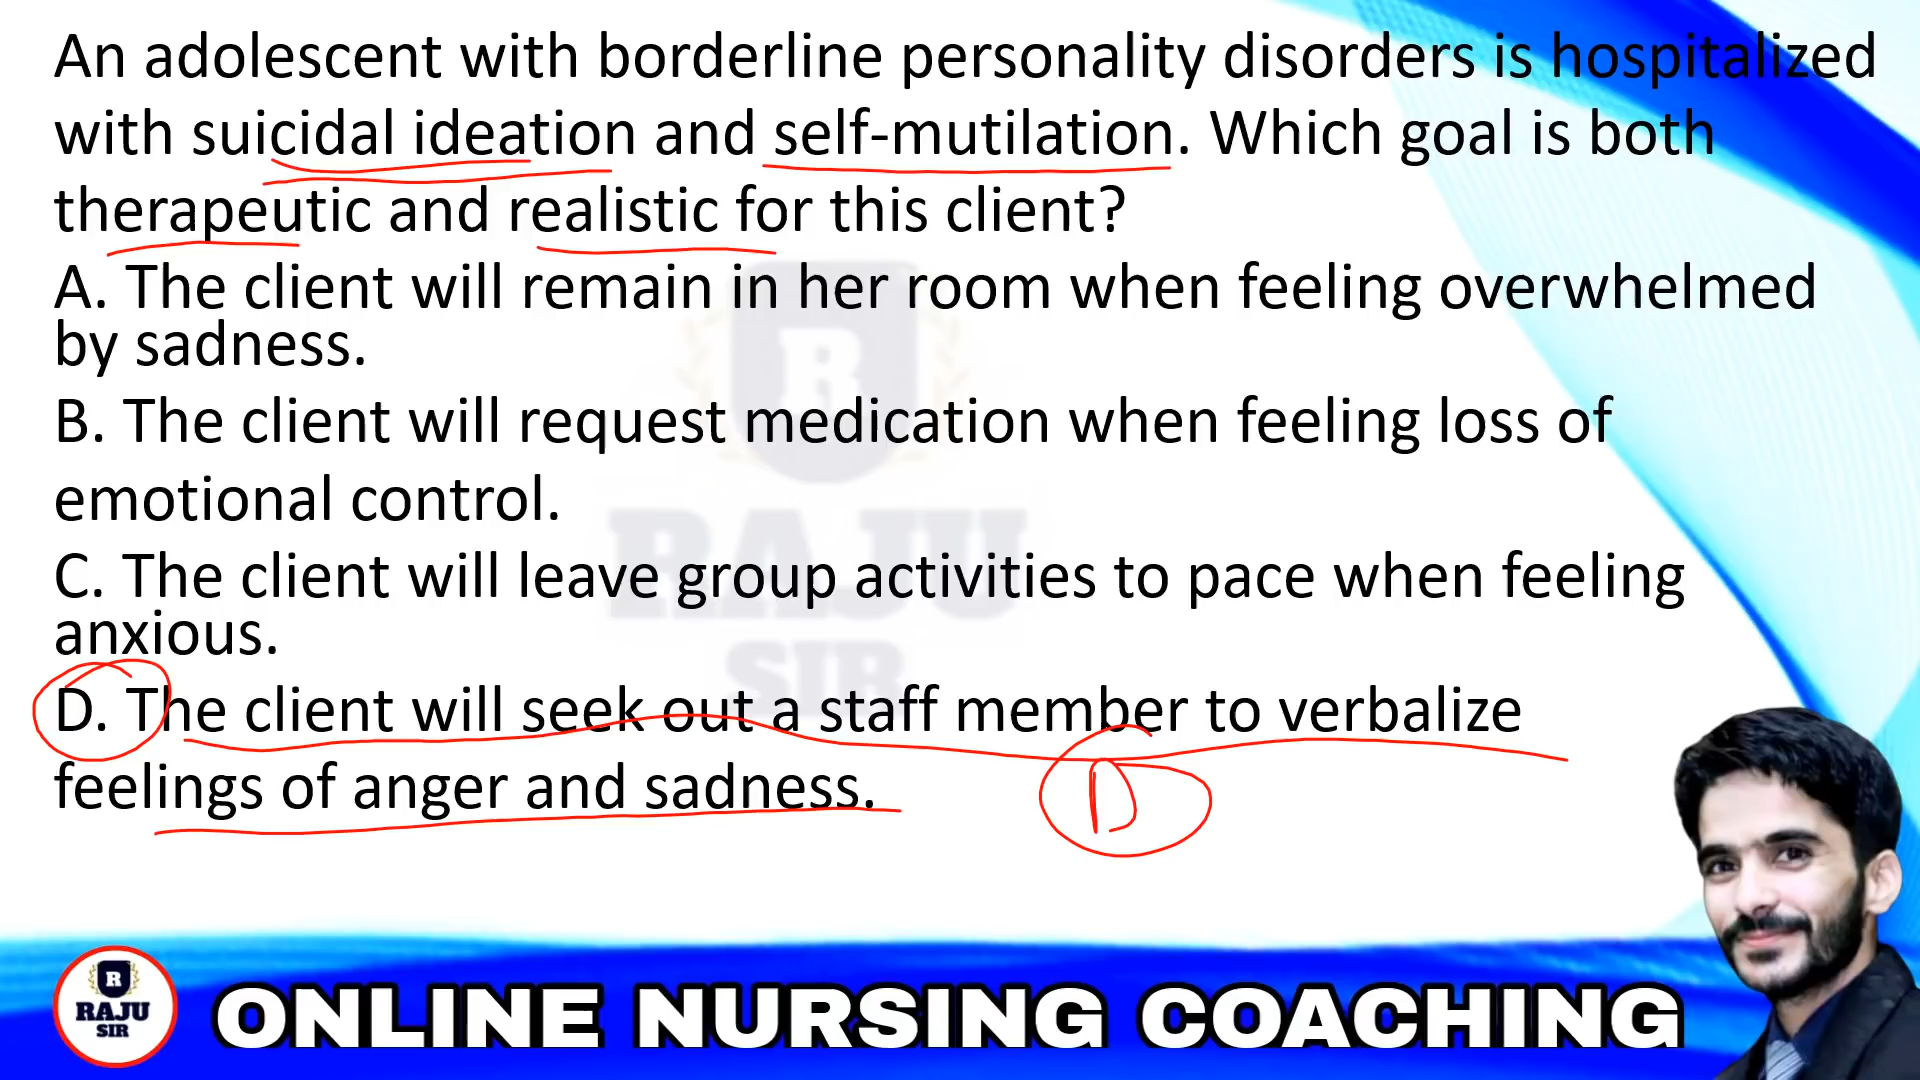 An adolescent with borderline personality disorders is hospitalized
with suicidal ideation and self-mutilation. Which goal is both
therapeutic and realistic for this client?
A. The client will remain in her room when feeling overwhelmed
by sadness.
B. The client will request medication when feeling loss of
emotional control.
C. The client will leave group activities to pace when feeling
anxious.
D. The client will seek out a staff member to verbalize
feelings of anger and sadness.
D
R
RAJU
SIR
R
RAJU
SIR
ONLINE NURSING COACHING